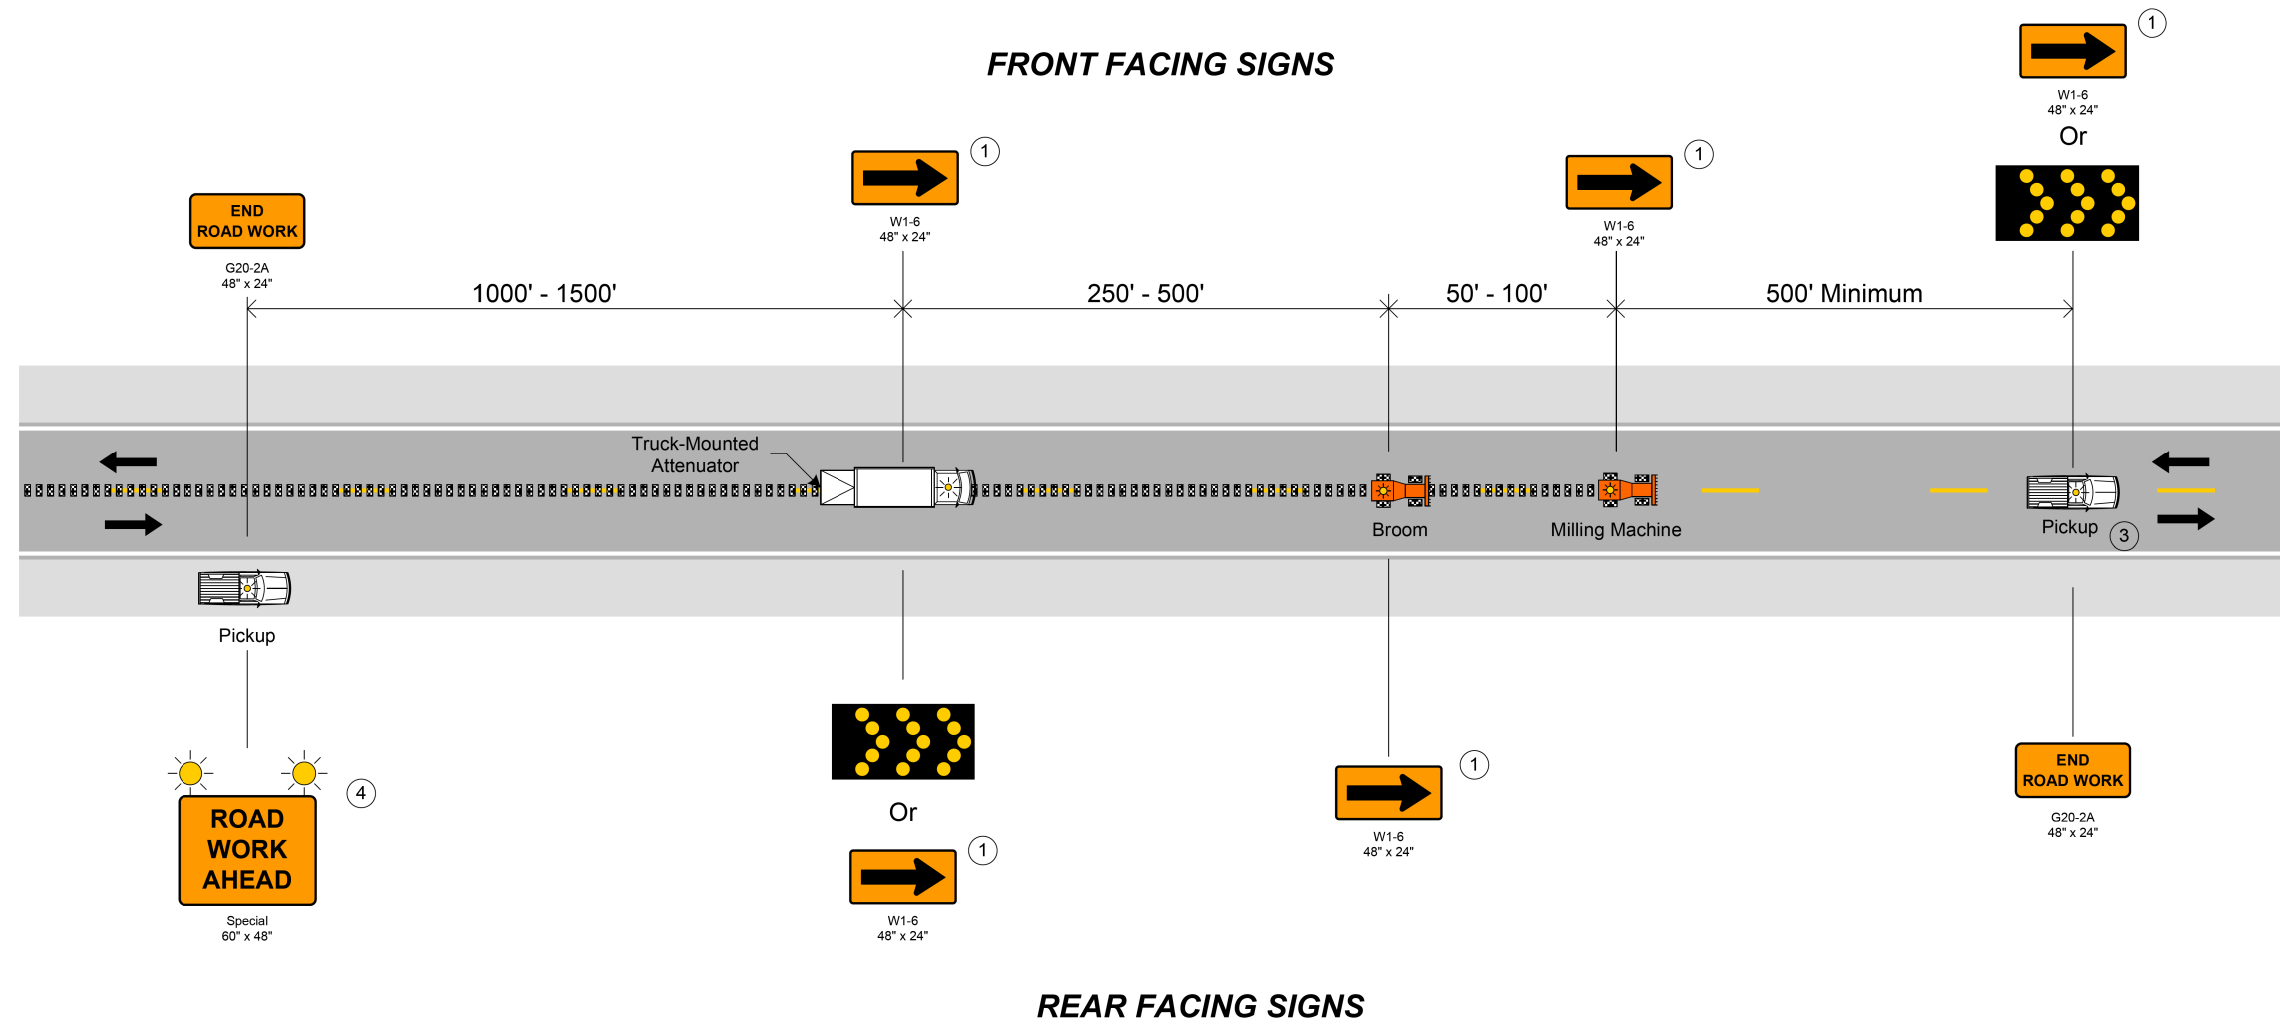 1
FRONT FACING SIGNS
W1-6
48" x 24"
Or
1
1
W1-6
48" x 24"
W1-6
48" x 24"
END
ROAD WORK
G20-2A
48" x 24"
1000' - 1500'
250' - 500'
50' - 100'
500' Minimum
Truck-Mounted
Attenuator
Broom
Milling Machine
Pickup
3
Pickup
4
ROAD
WORK
AHEAD
Special
60" x 48"
Or
1
W1-6
48" x 24"
1
W1-6
48" x 24"
END
ROAD WORK
G20-2A
48" x 24"
REAR FACING SIGNS